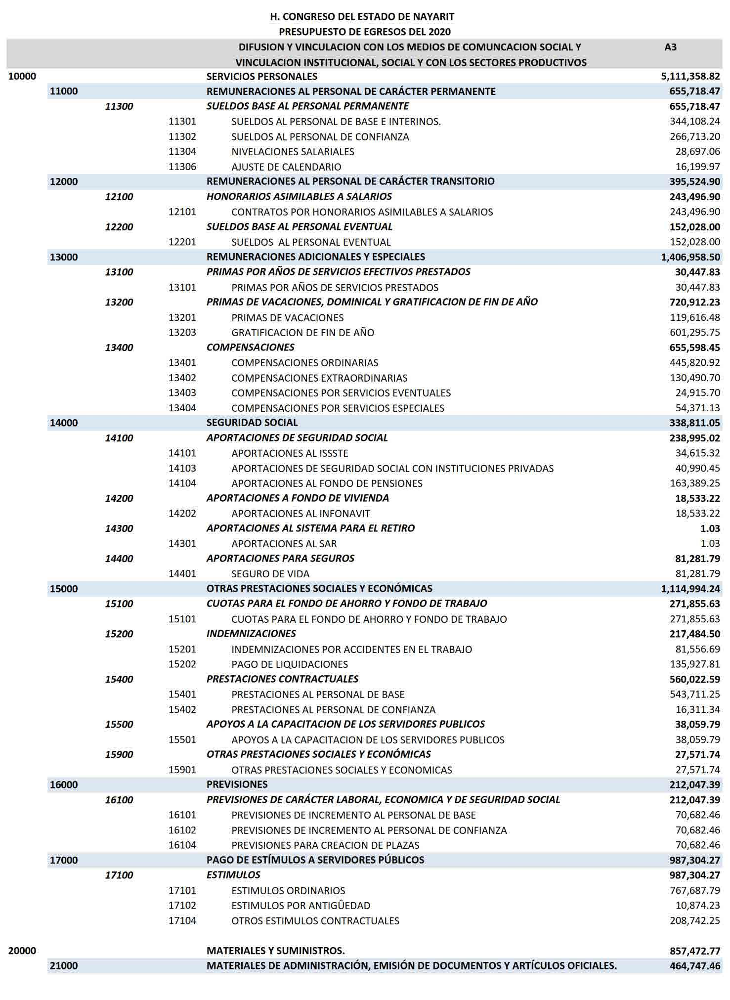 H. CONGRESO DEL ESTADO DE NAYARIT
PRESUPUESTO DE EGRESOS DEL 2020
DIFUSION Y VINCULACION CON LOS MEDIOS DE COMUNCACION SOCIAL Y A3
VINCULACION INSTITUCIONAL, SOCIAL Y CON LOS SECTORES PRODUCTIVOS
10000 SERVICIOS PERSONALES 5,111,358.82
11000 REMUNERACIONES AL PERSONAL DE CARÁCTER PERMANENTE 655,718.47
11300 SUELDOS BASE AL PERSONAL PERMANENTE 655,718.47
11301 SUELDOS AL PERSONAL DE BASE E INTERINOS. 344,108.24
11302 SUELDOS AL PERSONAL DE CONFIANZA 266,713.20
11304 NIVELACIONES SALARIALES 28,697.06
11306 AJUSTE DE CALENDARIO 16,199.97
12000 REMUNERACIONES AL PERSONAL DE CARÁCTER TRANSITORIO 395,524.90
12100 HONORARIOS ASIMILABLES A SALARIOS 243,496.90
12101 CONTRATOS POR HONORARIOS ASIMILABLES A SALARIOS 243,496.90
12200 SUELDOS BASE AL PERSONAL EVENTUAL 152,028.00
12201 SUELDOS AL PERSONAL EVENTUAL 152,028.00
13000 REMUNERACIONES ADICIONALES Y ESPECIALES 1,406,958.50
13100 PRIMAS POR AÑOS DE SERVICIOS EFECTIVOS PRESTADOS 30,447.83
13101 PRIMAS POR AÑOS DE SERVICIOS PRESTADOS 30,447.83
13200 PRIMAS DE VACACIONES, DOMINICAL Y GRATIFICACION DE FIN DE AÑO 720,912.23
13201 PRIMAS DE VACACIONES 119,616.48
13203 GRATIFICACION DE FIN DE AÑO 601,295.75
13400 COMPENSACIONES 655,598.45
13401 COMPENSACIONES ORDINARIAS 445,820.92
13402 COMPENSACIONES EXTRAORDINARIAS 130,490.70
13403 COMPENSACIONES POR SERVICIOS EVENTUALES 24,915.70
13404 COMPENSACIONES POR SERVICIOS ESPECIALES 54,371.13
14000 SEGURIDAD SOCIAL 338,811.05
14100 APORTACIONES DE SEGURIDAD SOCIAL 238,995.02
14101 APORTACIONES AL ISSSTE 34,615.32
14103 APORTACIONES DE SEGURIDAD SOCIAL CON INSTITUCIONES PRIVADAS 40,990.45
14104 APORTACIONES AL FONDO DE PENSIONES 163,389.25
14200 APORTACIONES A FONDO DE VIVIENDA 18,533.22
14202 APORTACIONES AL INFONAVIT 18,533.22
14300 APORTACIONES AL SISTEMA PARA EL RETIRO 1.03
14301 APORTACIONES AL SAR 1.03
14400 APORTACIONES PARA SEGUROS 81,281.79
14401 SEGURO DE VIDA 81,281.79
15000 OTRAS PRESTACIONES SOCIALES Y ECONÓMICAS 1,114,994.24
15100 CUOTAS PARA EL FONDO DE AHORRO Y FONDO DE TRABAJO 271,855.63
15101 CUOTAS PARA EL FONDO DE AHORRO Y FONDO DE TRABAJO 271,855.63
15200 INDEMNIZACIONES 217,484.50
15201 INDEMNIZACIONES POR ACCIDENTES EN EL TRABAJO 81,556.69
15202 PAGO DE LIQUIDACIONES 135,927.81
15400 PRESTACIONES CONTRACTUALES 560,022.59
15401 PRESTACIONES AL PERSONAL DE BASE 543,711.25
15402 PRESTACIONES AL PERSONAL DE CONFIANZA 16,311.34
15500 APOYOS A LA CAPACITACION DE LOS SERVIDORES PUBLICOS 38,059.79
15501 APOYOS A LA CAPACITACION DE LOS SERVIDORES PUBLICOS 38,059.79
15900 OTRAS PRESTACIONES SOCIALES Y ECONÓMICAS 27,571.74
15901 OTRAS PRESTACIONES SOCIALES Y ECONOMICAS 27,571.74
16000 PREVISIONES 212,047.39
16100 PREVISIONES DE CARÁCTER LABORAL, ECONOMICA Y DE SEGURIDAD SOCIAL 212,047.39
16101 PREVISIONES DE INCREMENTO AL PERSONAL DE BASE 70,682.46
16102 PREVISIONES DE INCREMENTO AL PERSONAL DE CONFIANZA 70,682.46
16104 PREVISIONES PARA CREACION DE PLAZAS 70,682.46
17000 PAGO DE ESTÍMULOS A SERVIDORES PÚBLICOS 987,304.27
17100 ESTIMULOS 987,304.27
17101 ESTIMULOS ORDINARIOS 767,687.79
17102 ESTIMULOS POR ANTIGÛEDAD 10,874.23
17104 OTROS ESTIMULOS CONTRACTUALES 208,742.25
20000 MATERIALES Y SUMINISTROS. 857,472.77
21000 MATERIALES DE ADMINISTRACIÓN, EMISIÓN DE DOCUMENTOS Y ARTÍCULOS OFICIALES. 464,747.46